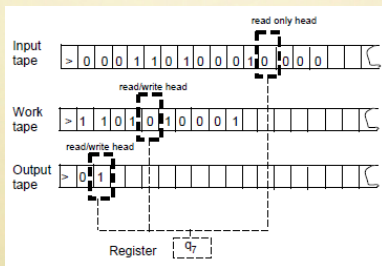 read only head
Input tape
> 0 0 0 1 1 0 1 0 0 0 1 0 0 0 0
read/write head
Work tape
> 1 1 0 1 0 1 0 0 0 1
read/write head
Output tape
> 0 1
Register q7